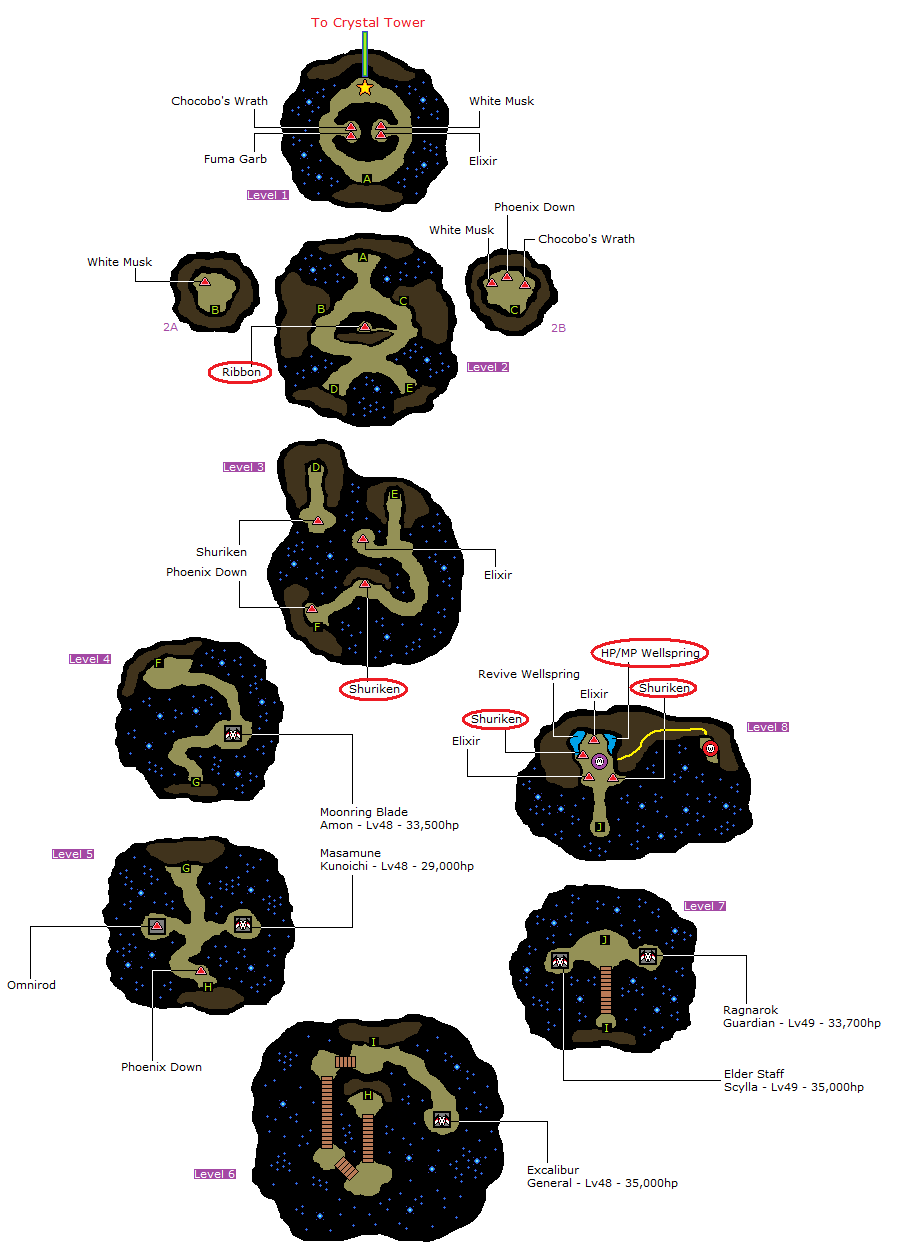 To Crystal Tower
Chocobo's Wrath
White Musk
Fuma Garb
Elixir
A
Level 1
Phoenix Down
White Musk
Chocobo's Wrath
White Musk
A
B
B
C
C
2A
2B
Ribbon
Level 2
D
E
Level 3
D
E
Shuriken
Phoenix Down
Elixir
F
Shuriken
Level 4
F
G
Moonring Blade
Amon - Lv48 - 33,500hp
HP/MP Wellspring
Revive Wellspring
Shuriken
Elixir
Shuriken
Elixir
Level 8
J
Masamune
Kunoichi - Lv48 - 29,000hp
Level 5
G
H
Omnirod
Phoenix Down
Level 7
J
I
Ragnarok
Guardian - Lv49 - 33,700hp
Elder Staff
Scylla - Lv49 - 35,000hp
I
H
Level 6
Excalibur
General - Lv48 - 35,000hp